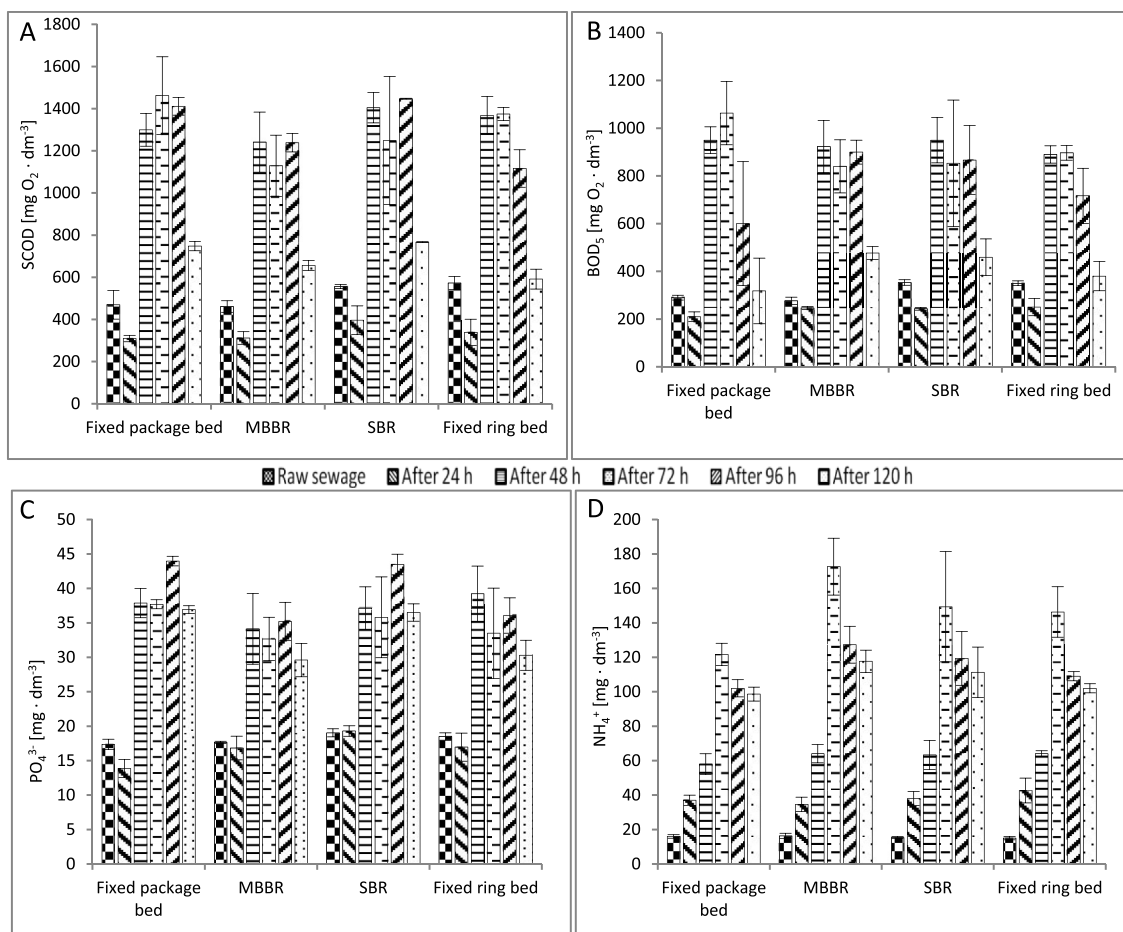 A
SCOD [mg O₂ · dm⁻³]
1800
1600
1400
1200
1000
800
600
400
200
0
Fixed package bed MBBR SBR Fixed ring bed
B
BOD₅ [mg O₂ · dm⁻³]
1400
1200
1000
800
600
400
200
0
Fixed package MBBR SBR Fixed ring bed
bed
Raw sewage After 24 h After 48 h After 72 h After 96 h After 120 h
C
PO₄³⁻ [mg · dm⁻³]
50
45
40
35
30
25
20
15
10
5
0
Fixed package MBBR SBR Fixed ring bed
bed
D
NH₄⁺ [mg · dm⁻³]
200
180
160
140
120
100
80
60
40
20
0
Fixed package MBBR SBR Fixed ring bed
bed